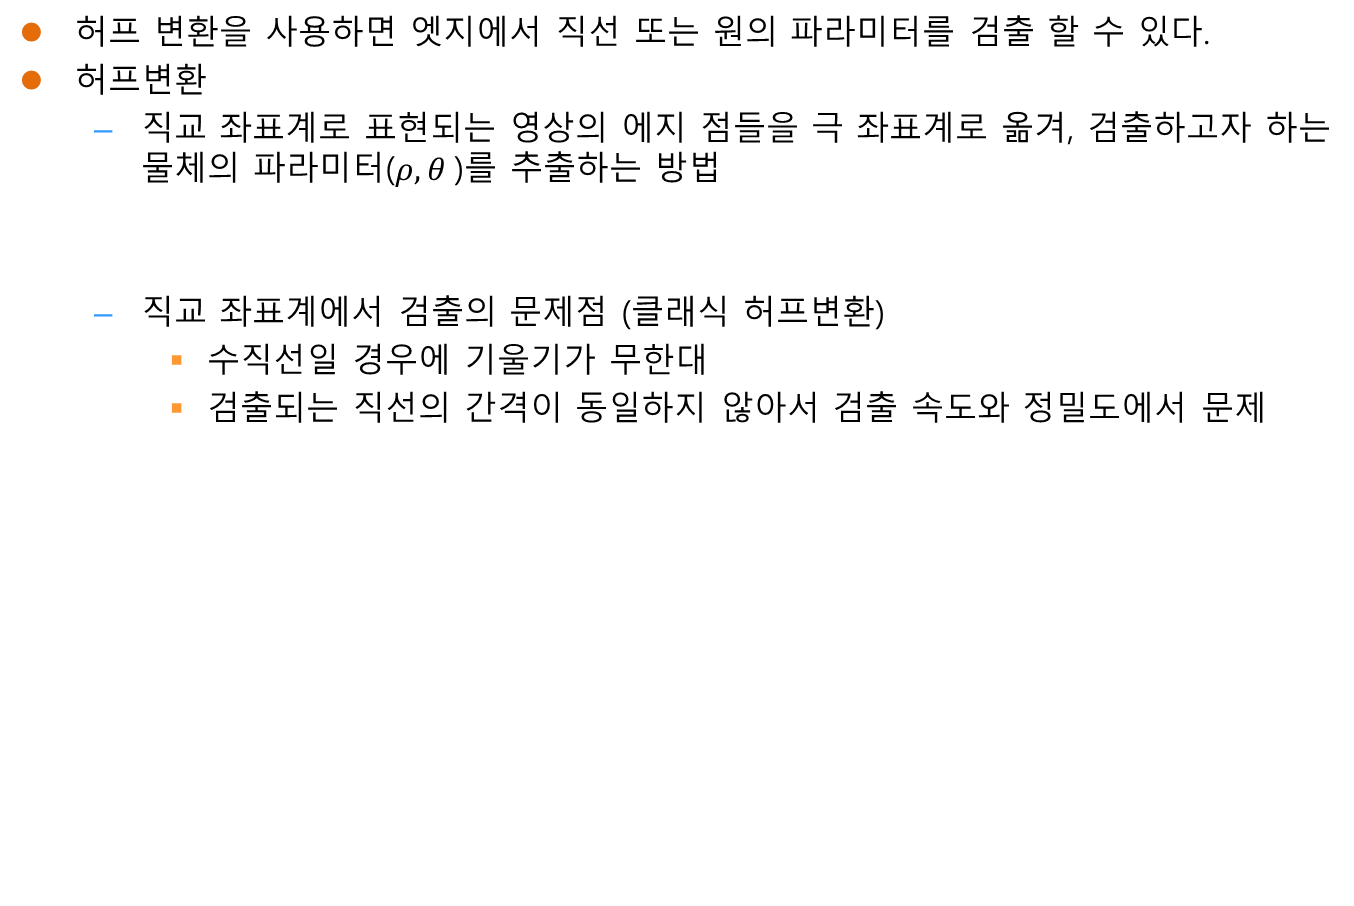 허프 변환을 사용하면 엣지에서 직선 또는 원의 파라미터를 검출 할 수 있다.
허프변환
직교 좌표계로 표현되는 영상의 에지 점들을 극 좌표계로 옮겨, 검출하고자 하는
물체의 파라미터(ρ, θ )를 추출하는 방법
직교 좌표계에서 검출의 문제점 (클래식 허프변환)
수직선일 경우에 기울기가 무한대
검출되는 직선의 간격이 동일하지 않아서 검출 속도와 정밀도에서 문제